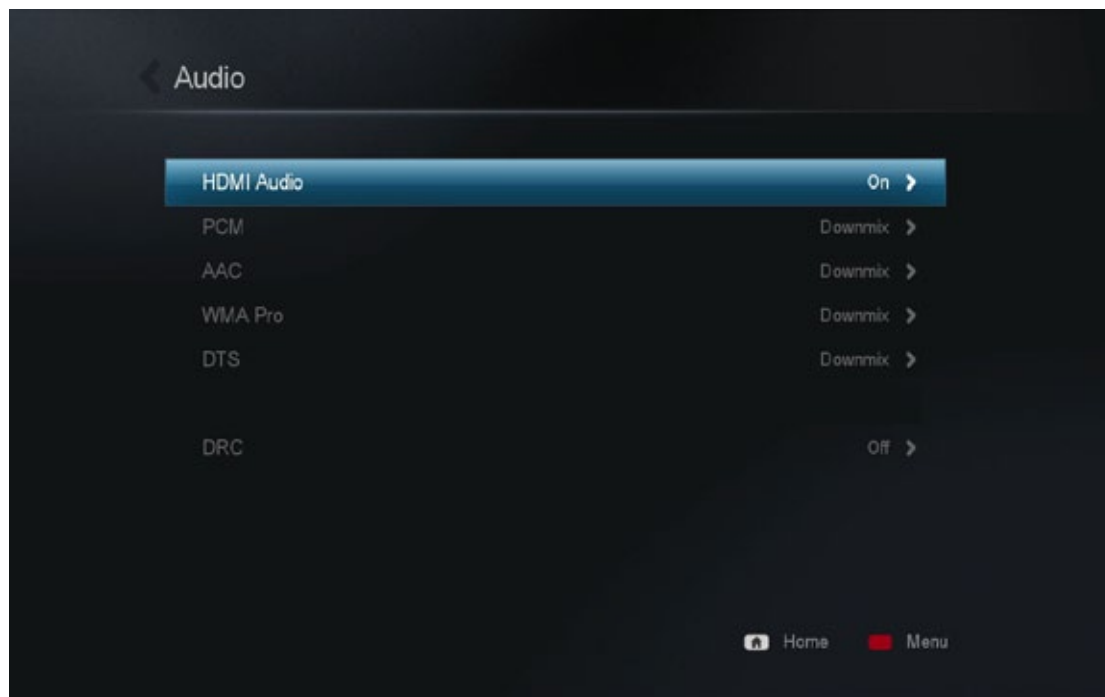 Audio
HDMI Audio On
PCM Downmix
AAC Downmix
WMA Pro Downmix
DTS Downmix
DRC Off
Home Menu